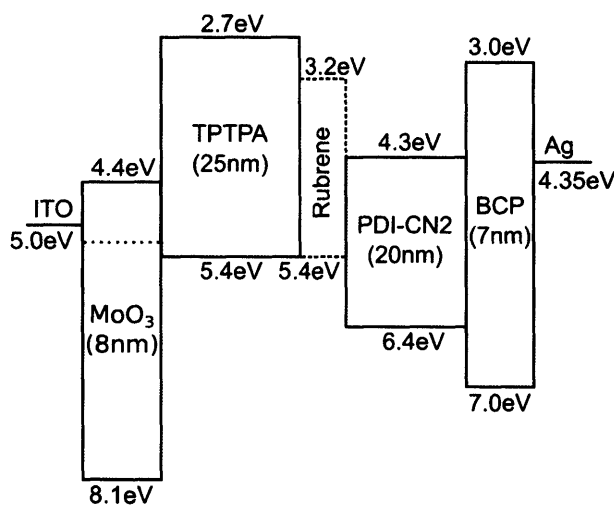 2.7eV
3.0eV
3.2eV
TPTPA
(25nm)
4.4eV
4.3eV
Ag
4.35eV
Rubrene
ITO
5.0eV
PDI-CN2
(20nm)
BCP
(7nm)
5.4eV
5.4eV
MoO₃
(8nm)
6.4eV
7.0eV
8.1eV